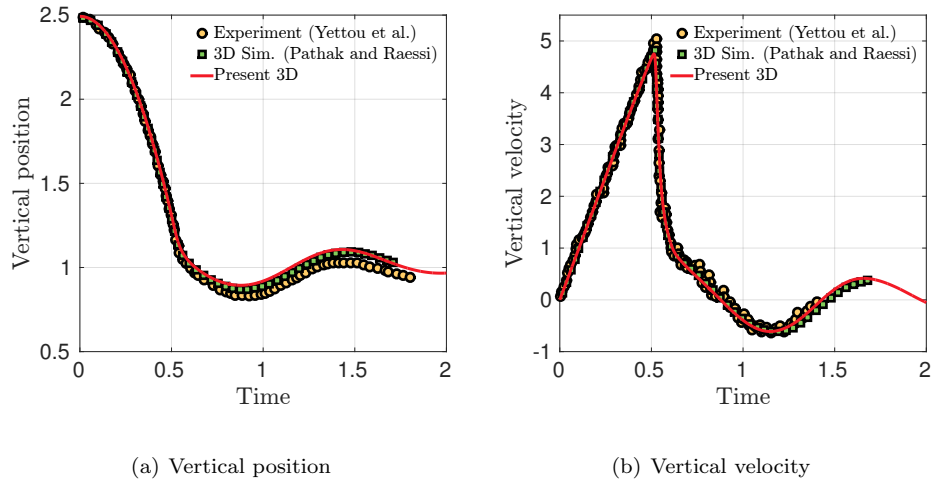 2.5
2
1.5
1
0.5
0
0.5
1
1.5
2
Vertical position
Time
Experiment (Yettou et al.)
3D Sim. (Pathak and Raessi)
Present 3D
5
4
3
2
1
0
-1
0
0.5
1
1.5
2
Vertical velocity
Time
Experiment (Yettou et al.)
3D Sim. (Pathak and Raessi)
Present 3D
(a) Vertical position
(b) Vertical velocity